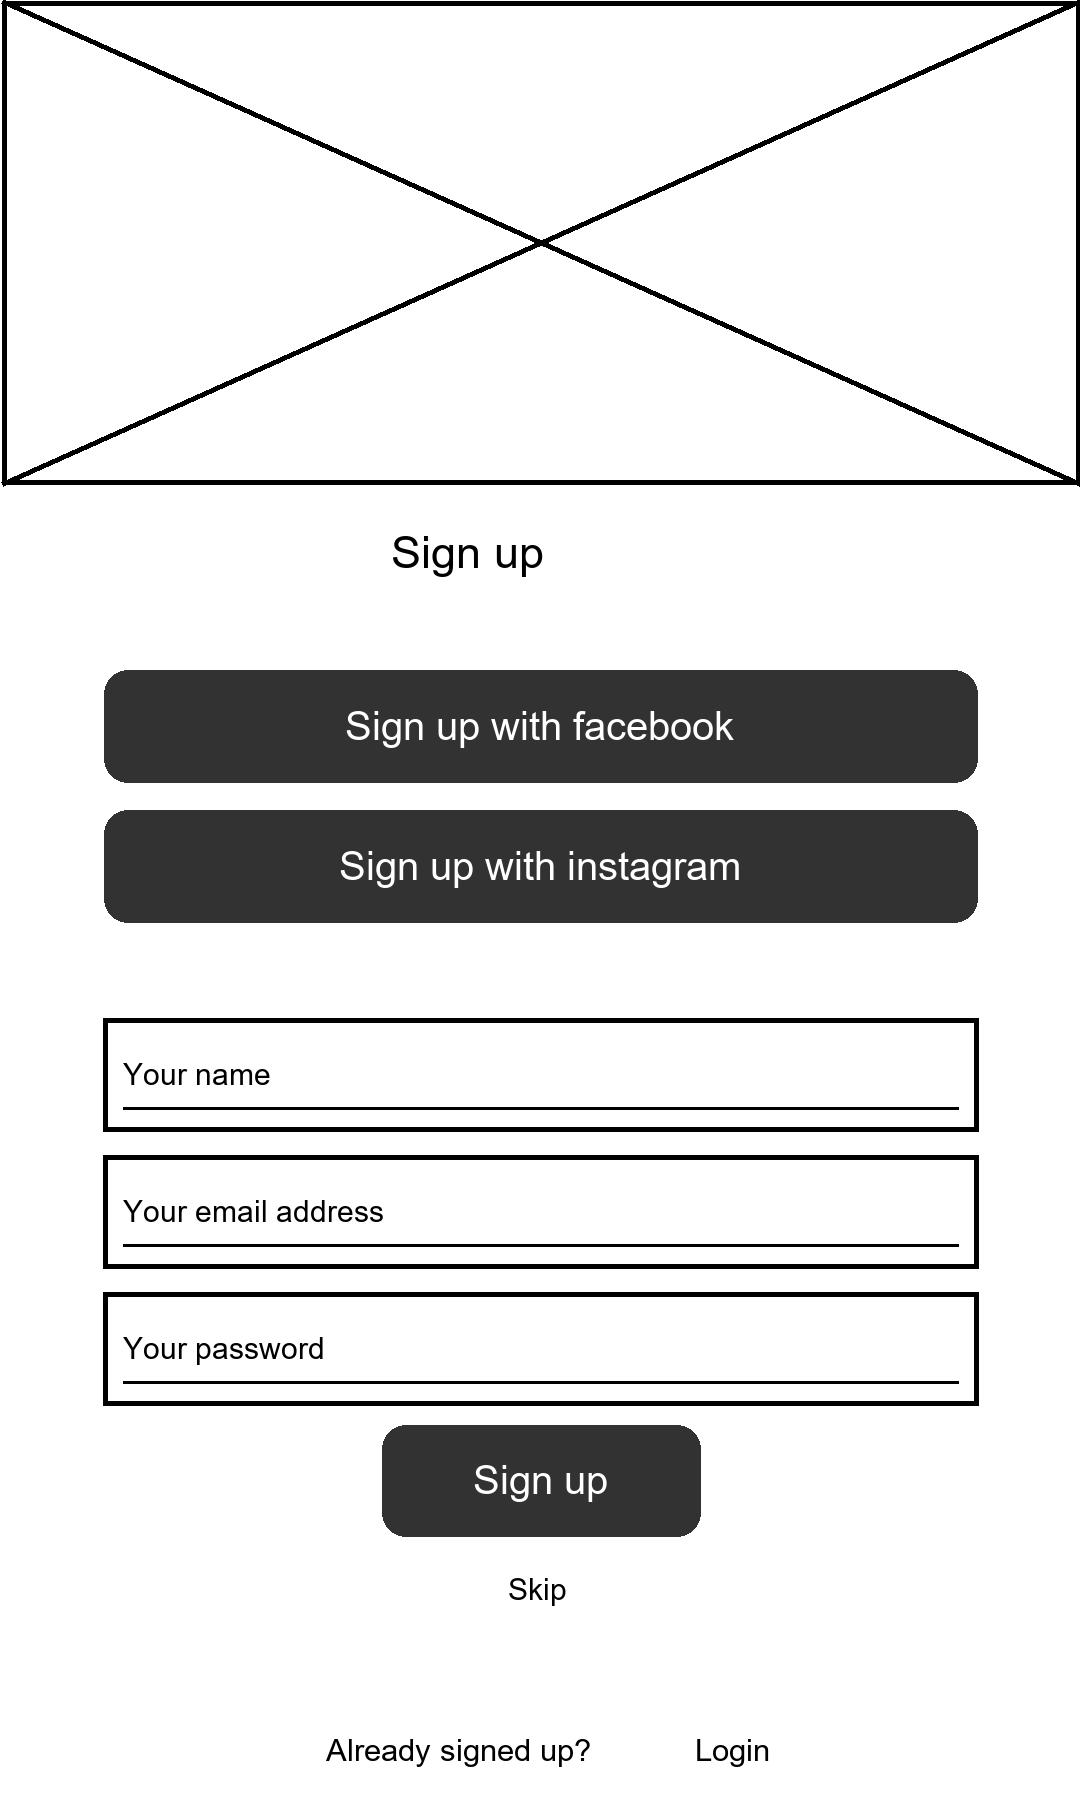 Sign up
Sign up with facebook
Sign up with instagram
Your name
Your email address
Your password
Sign up
Skip
Already signed up? Login